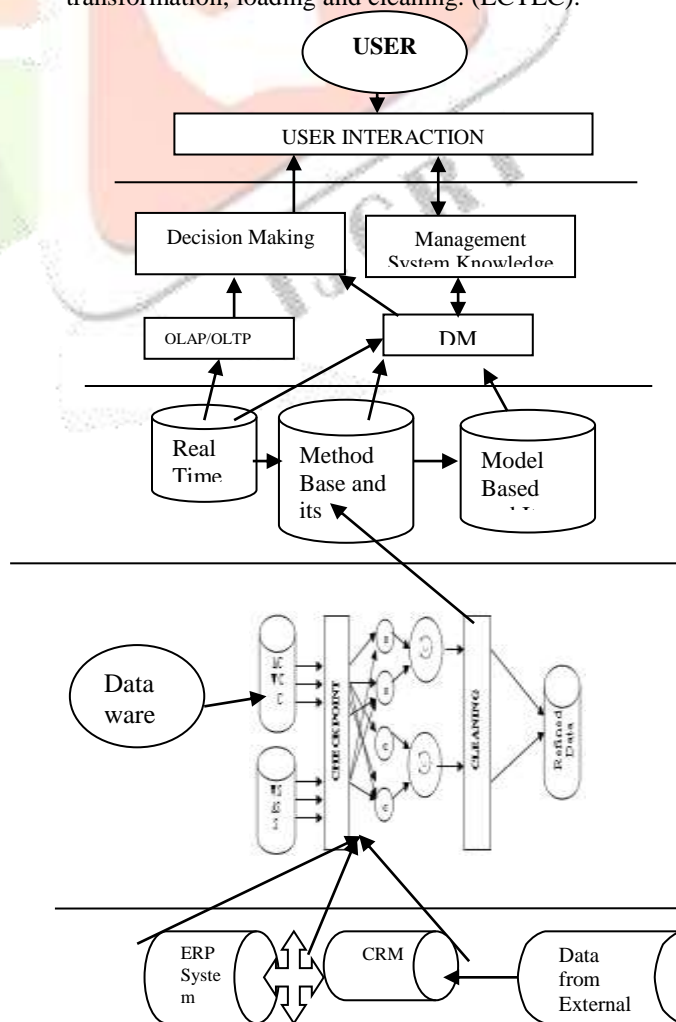 transformation, loading and cleaning. (ECTLC).
USER
USER INTERACTION
Decision Making
Management
System Knowledge
OLAP/OLTP
DM
Real
Time
Method
Base and
its
Model
Based
Data
ware
CHECKPOINT
CLEANING
Refined
Data
ERP
Syste
m
CRM
Data
from
External